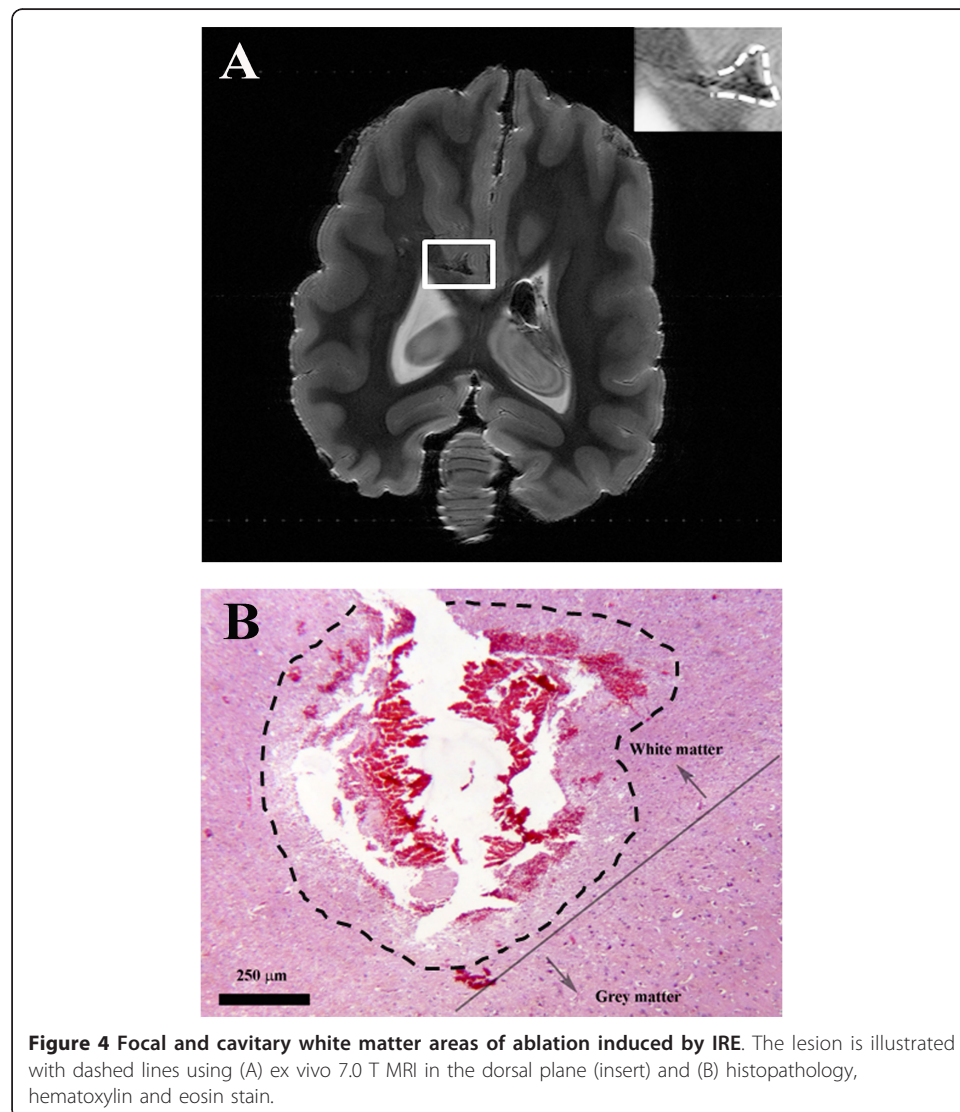 A
B
White matter
250 µm
Grey matter
Figure 4 Focal and cavitary white matter areas of ablation induced by IRE. The lesion is illustrated
with dashed lines using (A) ex vivo 7.0 T MRI in the dorsal plane (insert) and (B) histopathology,
hematoxylin and eosin stain.